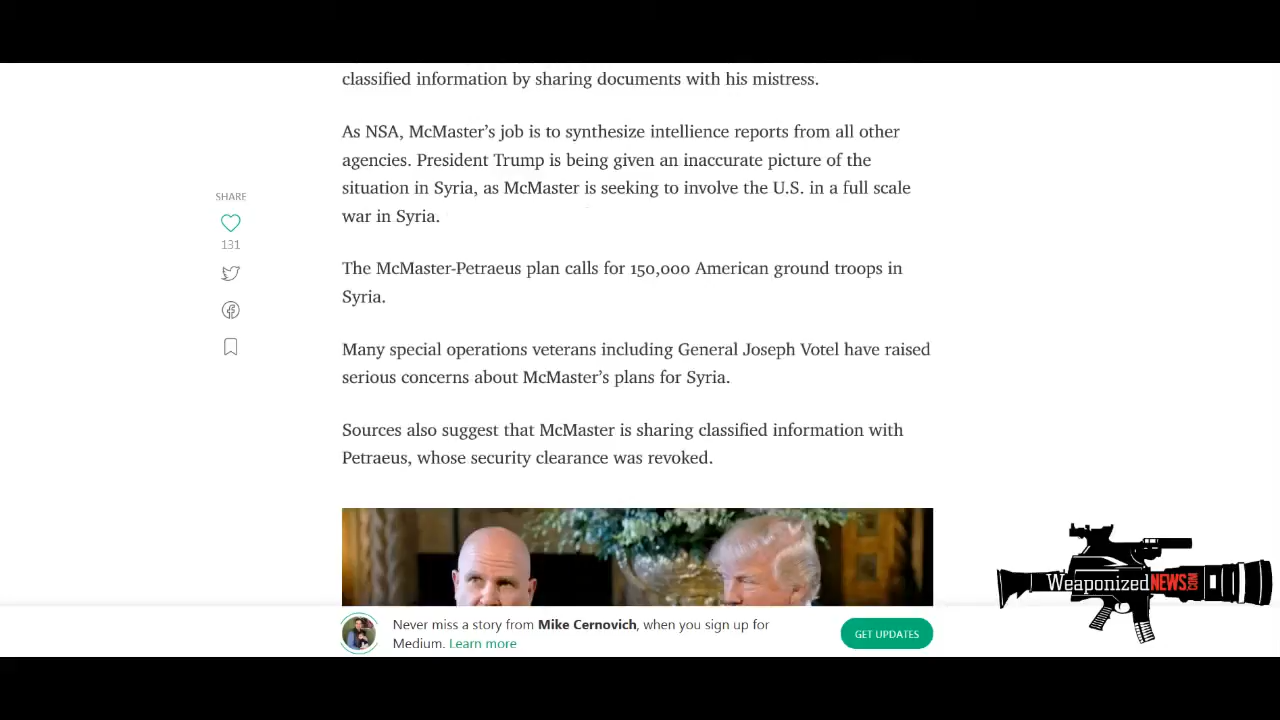 classified information by sharing documents with his mistress.
As NSA, McMaster’s job is to synthesize intellience reports from all other
agencies. President Trump is being given an inaccurate picture of the
situation in Syria, as McMaster is seeking to involve the U.S. in a full scale
war in Syria.
The McMaster-Petraeus plan calls for 150,000 American ground troops in
Syria.
Many special operations veterans including General Joseph Votel have raised
serious concerns about McMaster’s plans for Syria.
Sources also suggest that McMaster is sharing classified information with
Petraeus, whose security clearance was revoked.
SHARE
131
WeaponizedNEWS.COM
Never miss a story from Mike Cernovich, when you sign up for
Medium. Learn more
GET UPDATES